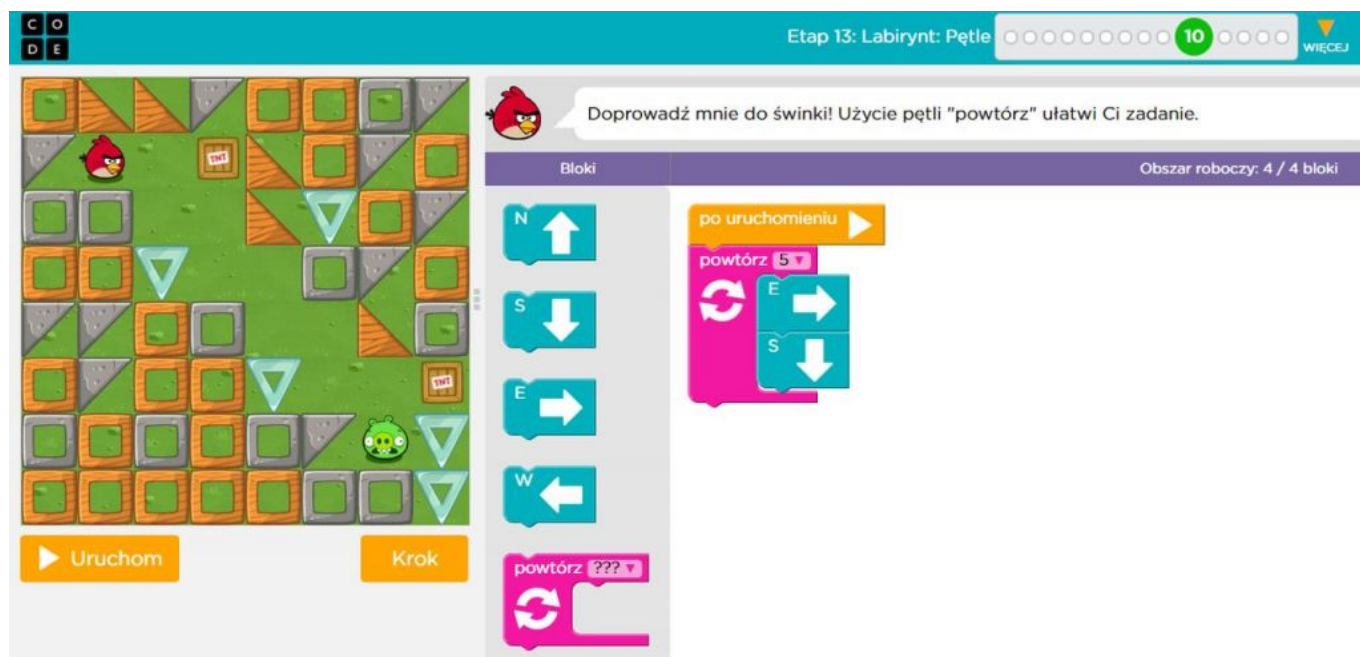 C O
D E
Etap 13: Labirynt: Pętle
10
WIĘCEJ
Doprowadź mnie do świnki! Użycie pętli "powtórz" ułatwi Ci zadanie.
Bloki
Obszar roboczy: 4 / 4 bloki
TNT
TNT
N
S
E
W
powtórz ???
po uruchomieniu
powtórz 5
E
S
Uruchom
Krok